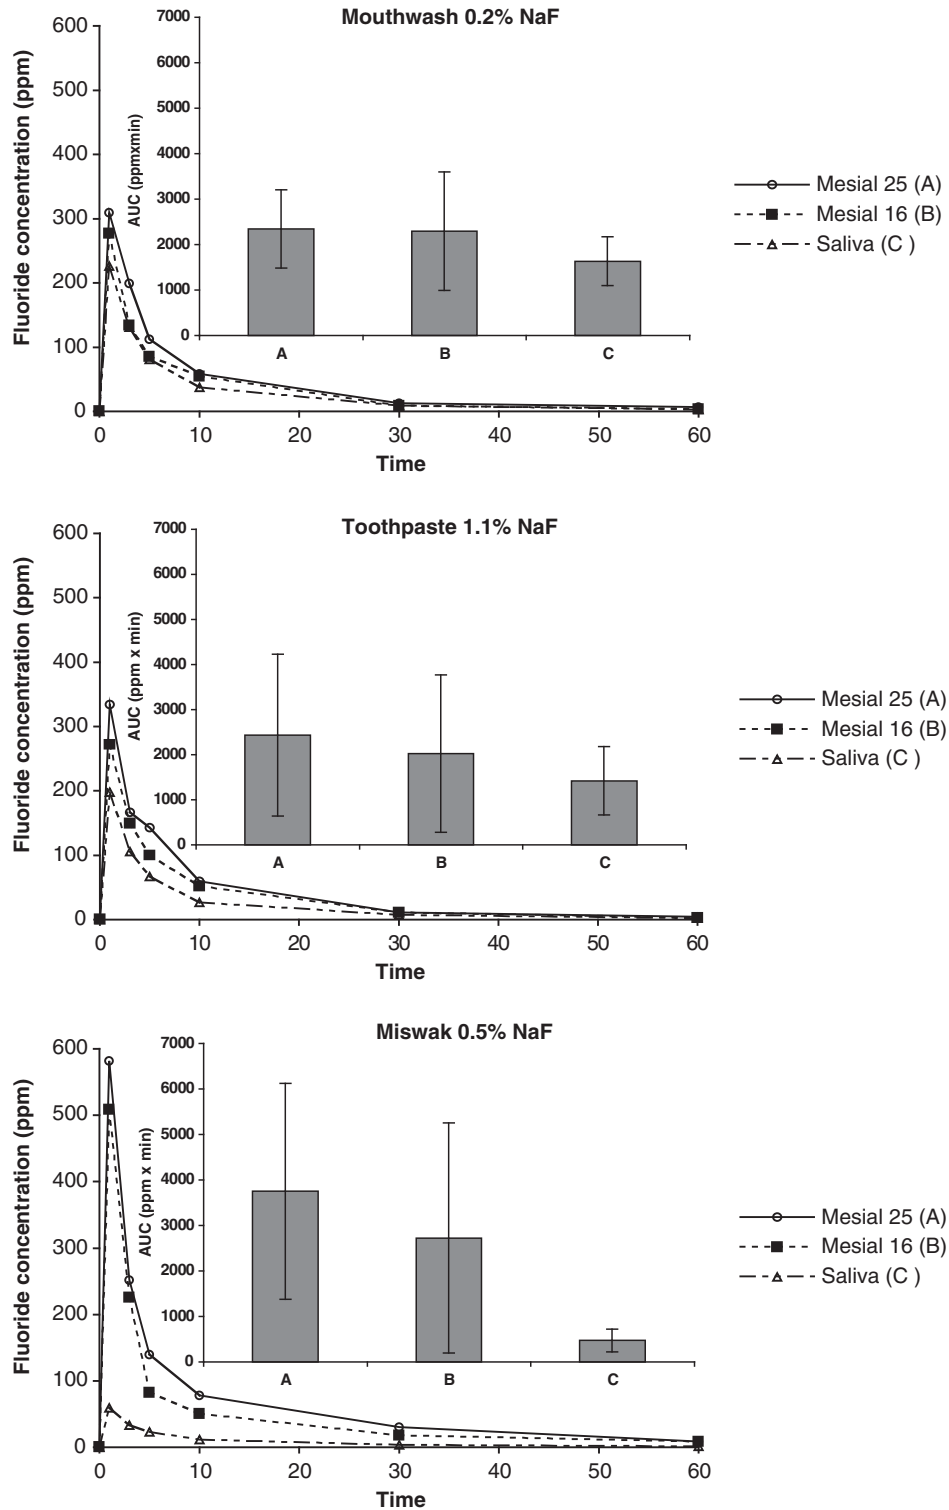 Mouthwash 0.2% NaF
Fluoride concentration (ppm)
600
500
400
300
200
100
0
AUC (ppmxmin)
7000
6000
5000
4000
3000
2000
1000
0
A B C
0 10 20 30 40 50 60
Time
Mesial 25 (A)
Mesial 16 (B)
Saliva (C )
Toothpaste 1.1% NaF
Fluoride concentration (ppm)
600
500
400
300
200
100
0
AUC (ppm x min)
7000
6000
5000
4000
3000
2000
1000
0
A B C
0 10 20 30 40 50 60
Time
Mesial 25 (A)
Mesial 16 (B)
Saliva (C )
Miswak 0.5% NaF
Fluoride concentration (ppm)
600
500
400
300
200
100
0
AUC (ppm x min)
7000
6000
5000
4000
3000
2000
1000
0
A B C
0 10 20 30 40 50 60
Time
Mesial 25 (A)
Mesial 16 (B)
Saliva (C )